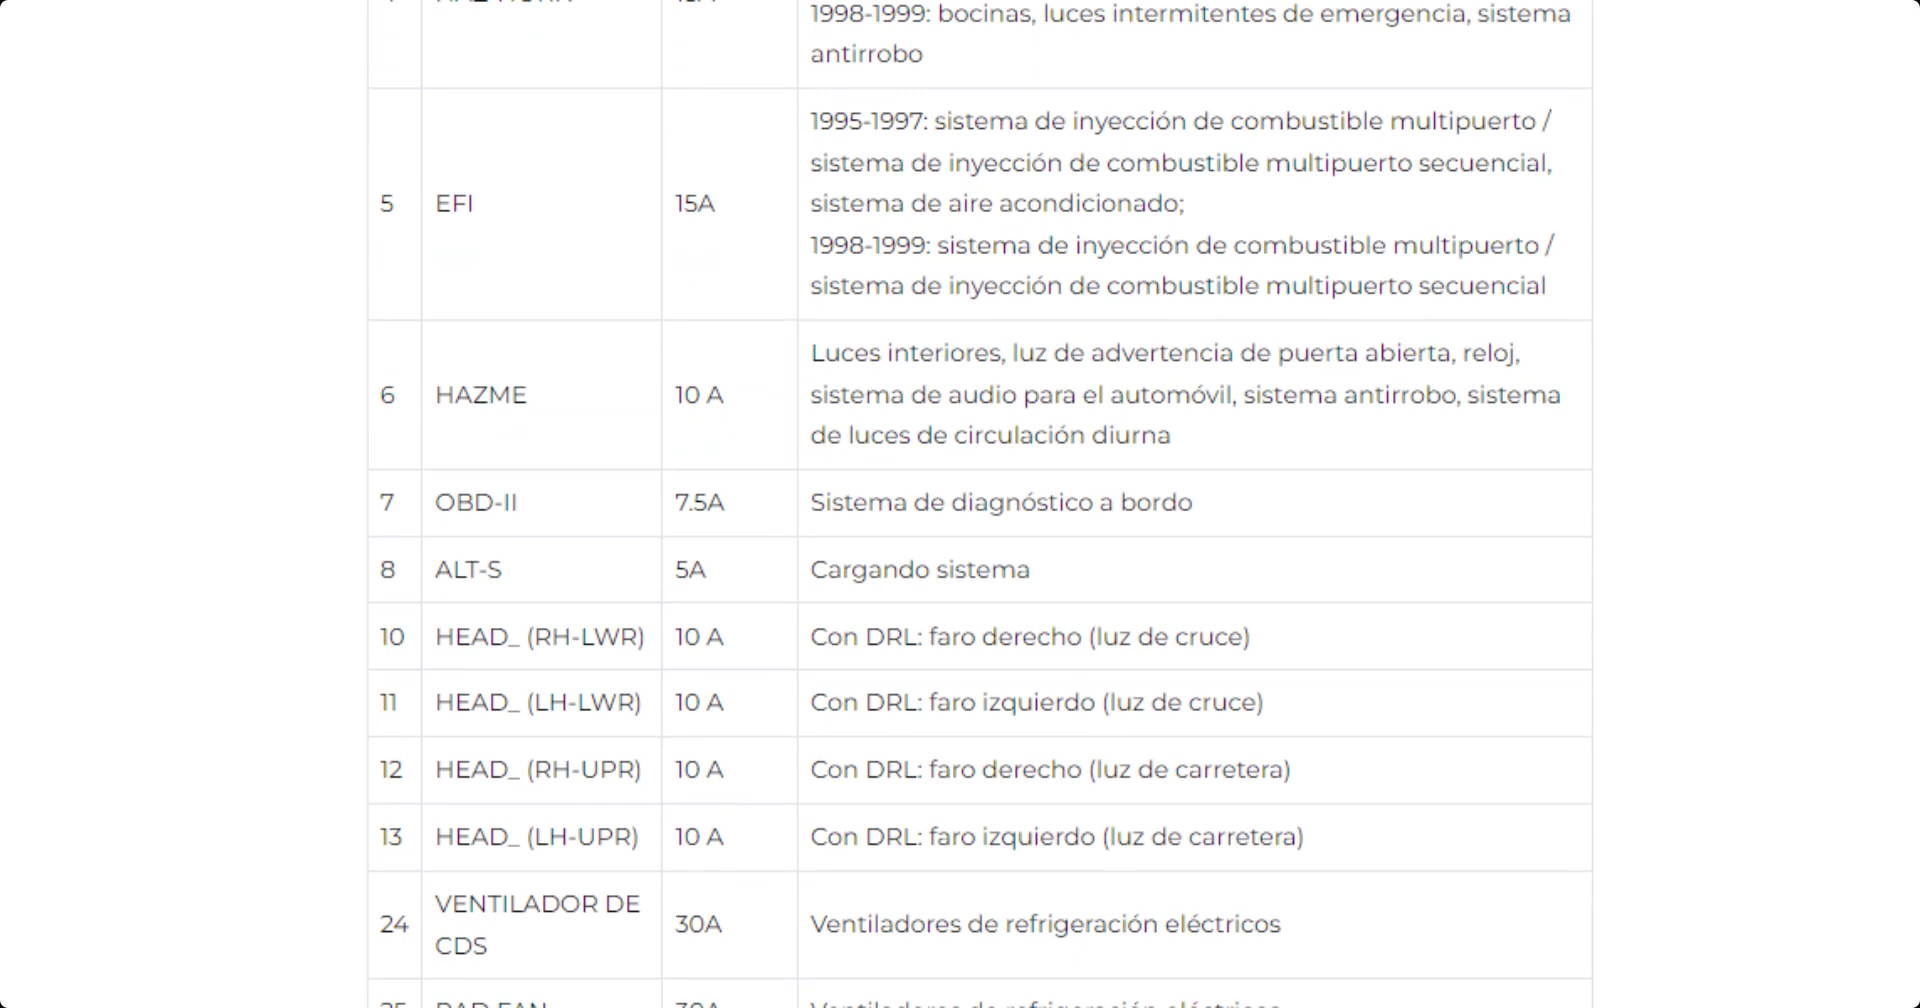 1998-1999: bocinas, luces intermitentes de emergencia, sistema
antirrobo
5 EFI 15A
1995-1997: sistema de inyección de combustible multipuerto /
sistema de inyección de combustible multipuerto secuencial,
sistema de aire acondicionado;
1998-1999: sistema de inyección de combustible multipuerto /
sistema de inyección de combustible multipuerto secuencial
6 HAZME 10 A
Luces interiores, luz de advertencia de puerta abierta, reloj,
sistema de audio para el automóvil, sistema antirrobo, sistema
de luces de circulación diurna
7 OBD-II 7.5A Sistema de diagnóstico a bordo
8 ALT-S 5A Cargando sistema
10 HEAD_ (RH-LWR) 10 A Con DRL: faro derecho (luz de cruce)
11 HEAD_ (LH-LWR) 10 A Con DRL: faro izquierdo (luz de cruce)
12 HEAD_ (RH-UPR) 10 A Con DRL: faro derecho (luz de carretera)
13 HEAD_ (LH-UPR) 10 A Con DRL: faro izquierdo (luz de carretera)
24 VENTILADOR DE
CDS 30A Ventiladores de refrigeración eléctricos